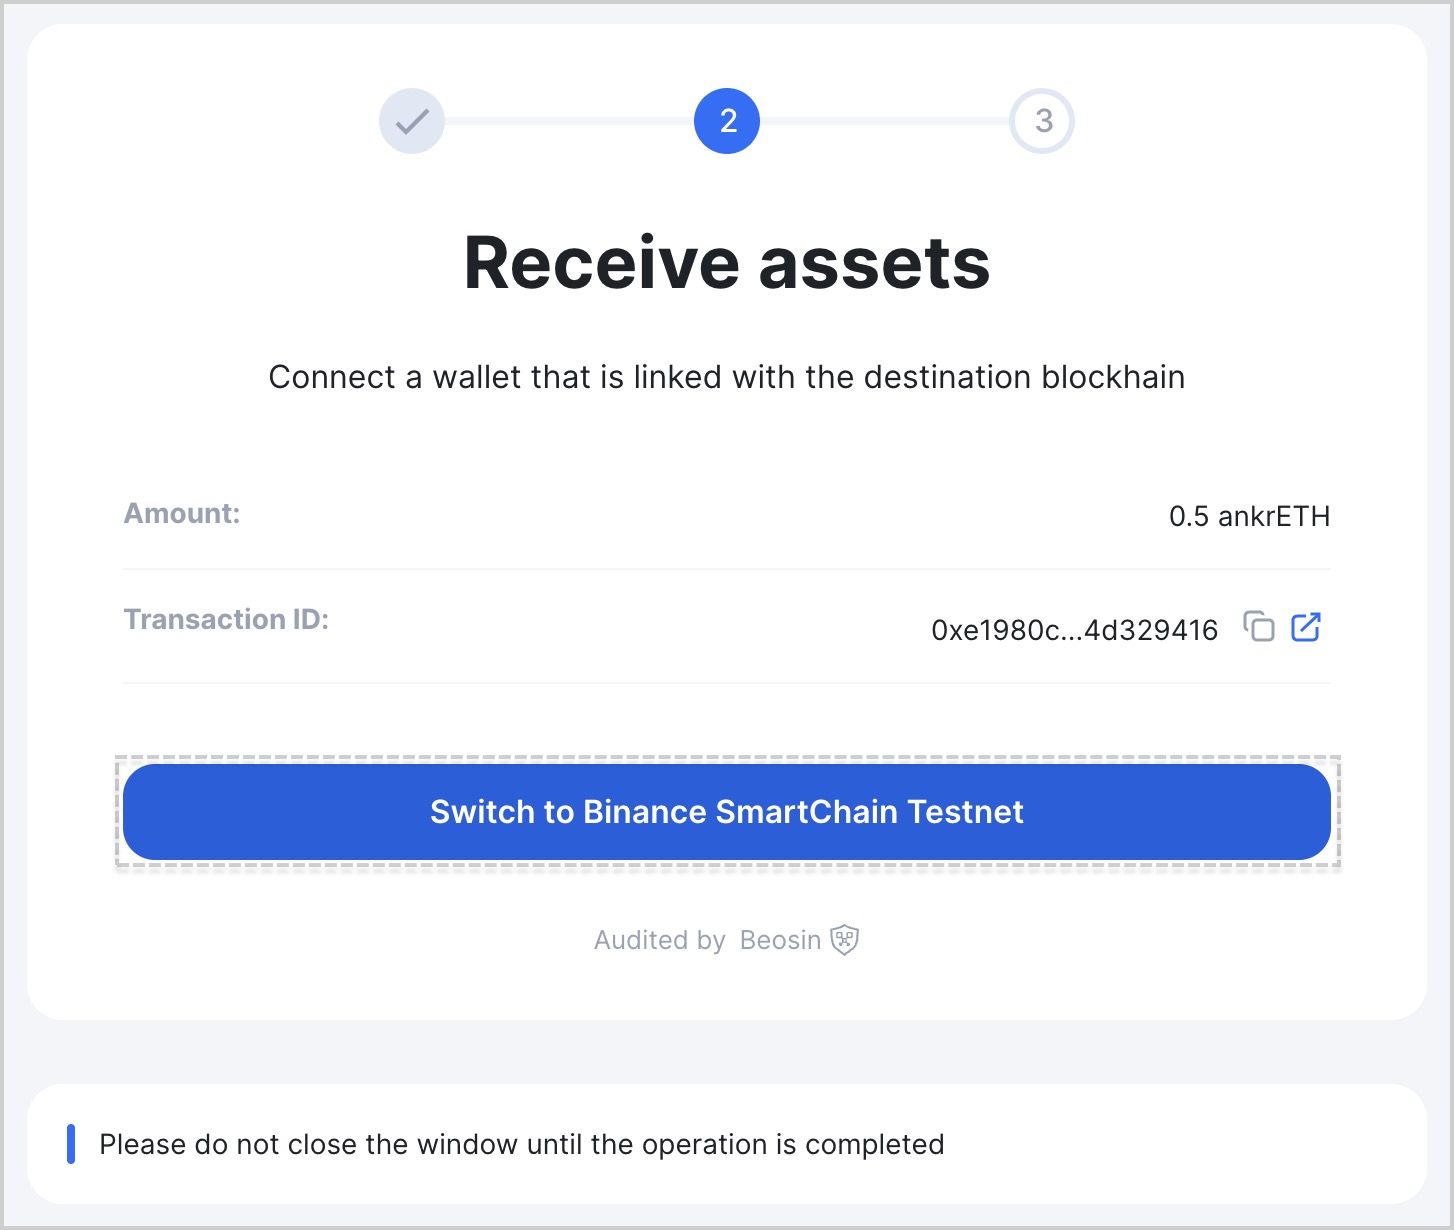 2
3
Receive assets
Connect a wallet that is linked with the destination blockhain
Amount:
0.5 ankrETH
Transaction ID:
0xe1980c...4d329416
Switch to Binance SmartChain Testnet
Audited by Beosin
Please do not close the window until the operation is completed